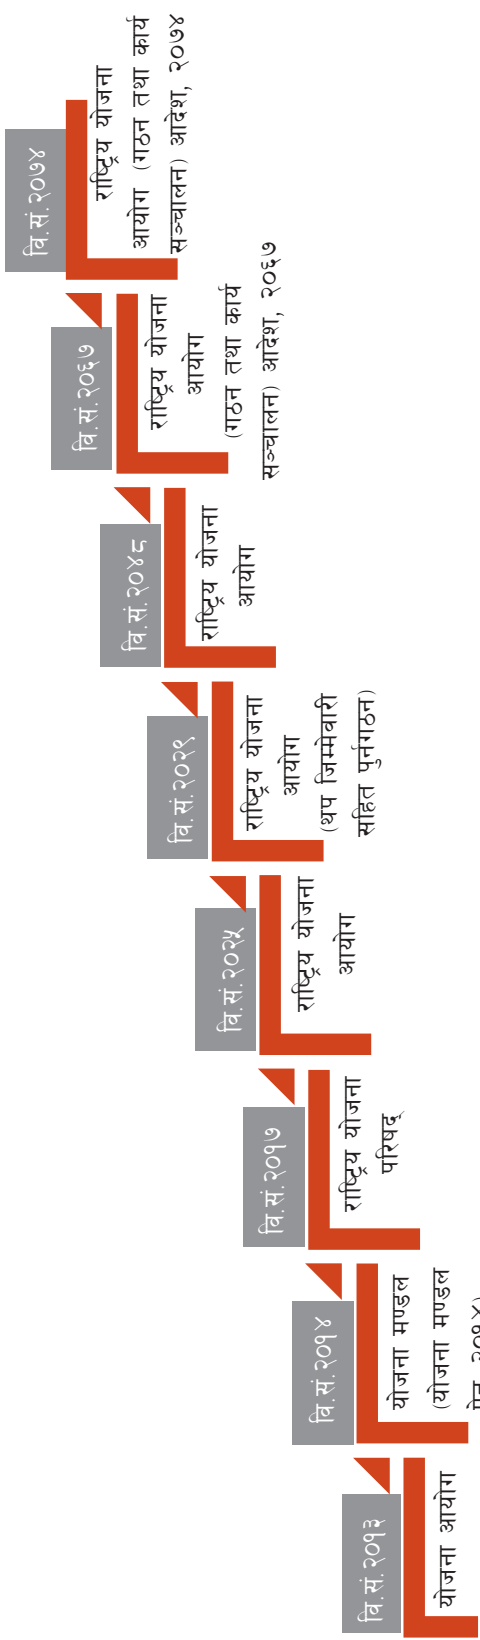 वि.सं.२०१३
योजना आयोग
वि.सं.२०१४
योजना मण्डल
(योजना मण्डल
वि.सं.२०१७
राष्ट्रिय योजना
परिषद्
वि.सं.२०२५
राष्ट्रिय योजना
आयोग
वि.सं.२०२९
राष्ट्रिय योजना
आयोग
(थप जिम्मेवारी
सहित पुर्नगठन)
वि.सं.२०४८
राष्ट्रिय योजना
आयोग
वि.सं.२०६७
राष्ट्रिय योजना
आयोग
(गठन तथा कार्य
सञ्चालन) आदेश, २०६७
वि.सं.२०७४
राष्ट्रिय योजना
आयोग (गठन तथा कार्य
सञ्चालन) आदेश, २०७४